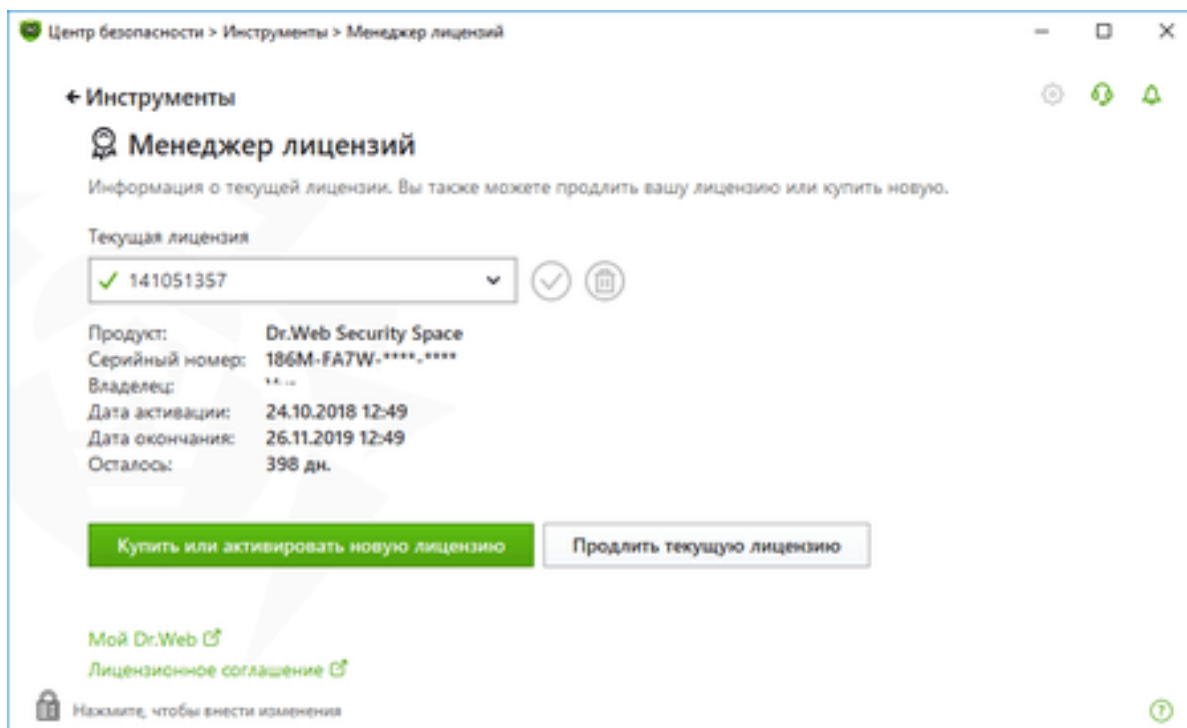 Центр безопасности > Инструменты > Менеджер лицензий
Инструменты
Менеджер лицензий
Информация о текущей лицензии. Вы также можете продлить вашу лицензию или купить новую.
Текущая лицензия
141051357
Продукт: Dr.Web Security Space
Серийный номер: 186M-FA7W-****-****
Владелец:
Дата активации: 24.10.2018 12:49
Дата окончания: 26.11.2019 12:49
Осталось: 398 дн.
Купить или активировать новую лицензию Продлить текущую лицензию
Мой Dr.Web
Лицензионное соглашение
Нажмите, чтобы внести изменения